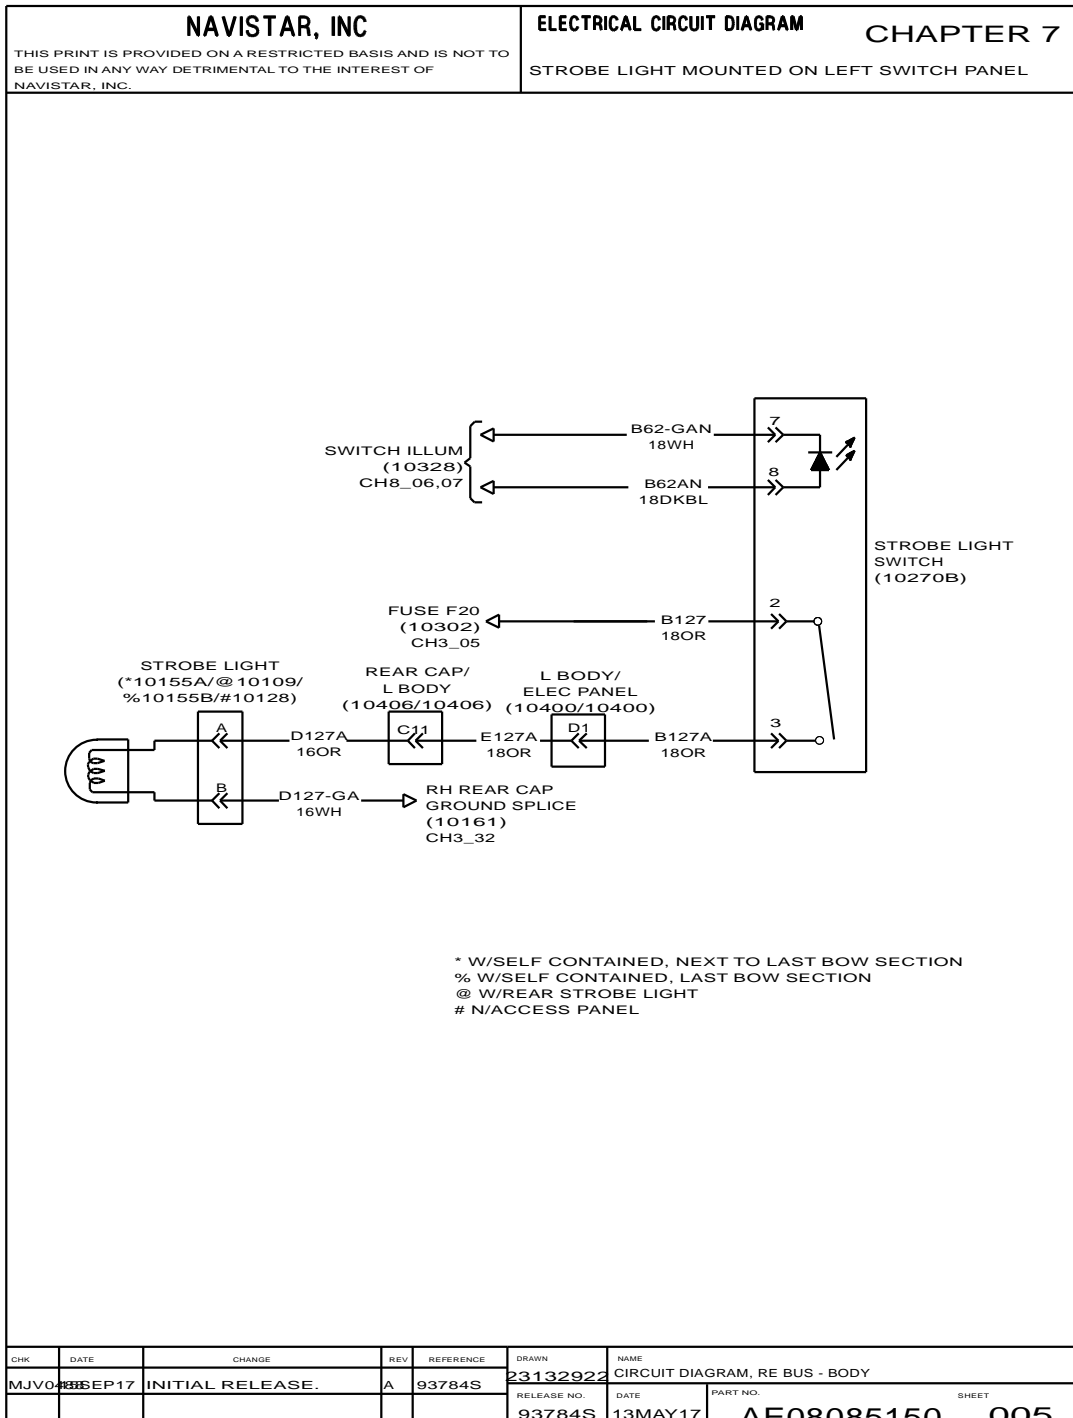 NAVISTAR, INC
THIS PRINT IS PROVIDED ON A RESTRICTED BASIS AND IS NOT TO
BE USED IN ANY WAY DETRIMENTAL TO THE INTEREST OF
NAVISTAR, INC.
ELECTRICAL CIRCUIT DIAGRAM
CHAPTER 7
STROBE LIGHT MOUNTED ON LEFT SWITCH PANEL
SWITCH ILLUM
(10328)
CH8_06,07
B62-GAN
18WH
7
B62AN
18DKBL
8
STROBE LIGHT
SWITCH
(10270B)
FUSE F20
(10302)
CH3_05
B127
18OR
2
STROBE LIGHT
(*10155A/@10109/
%10155B/#10128)
REAR CAP/
L BODY
(10406/10406)
L BODY/
ELEC PANEL
(10400/10400)
A
D127A
16OR
C11
E127A
18OR
D1
B127A
18OR
3
B
D127-GA
16WH
RH REAR CAP
GROUND SPLICE
(10161)
CH3_32
* W/SELF CONTAINED, NEXT TO LAST BOW SECTION
% W/SELF CONTAINED, LAST BOW SECTION
@ W/REAR STROBE LIGHT
# N/ACCESS PANEL
CHK DATE CHANGE REV REFERENCE
INITIAL RELEASE. A 93784S
DRAWN
23132922
NAME
CIRCUIT DIAGRAM, RE BUS - BODY
RELEASE NO.
93784S
DATE
13MAY17
PART NO.
AE08085150
SHEET
005